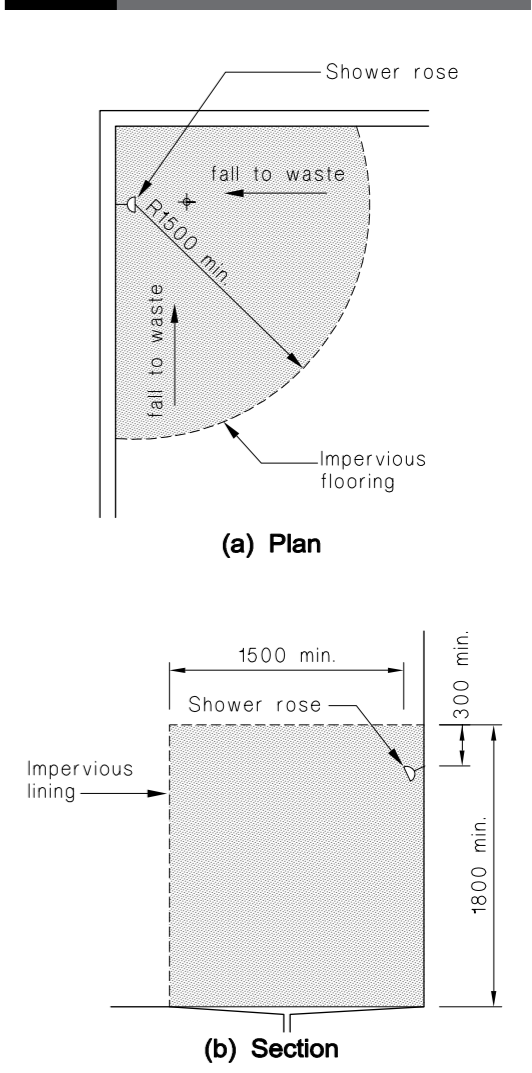 Shower rose
fall to waste
R1500 min.
fall to waste
Impervious
flooring
(a) Plan
1500 min.
300 min.
Shower rose
Impervious
lining
1800 min.
(b) Section